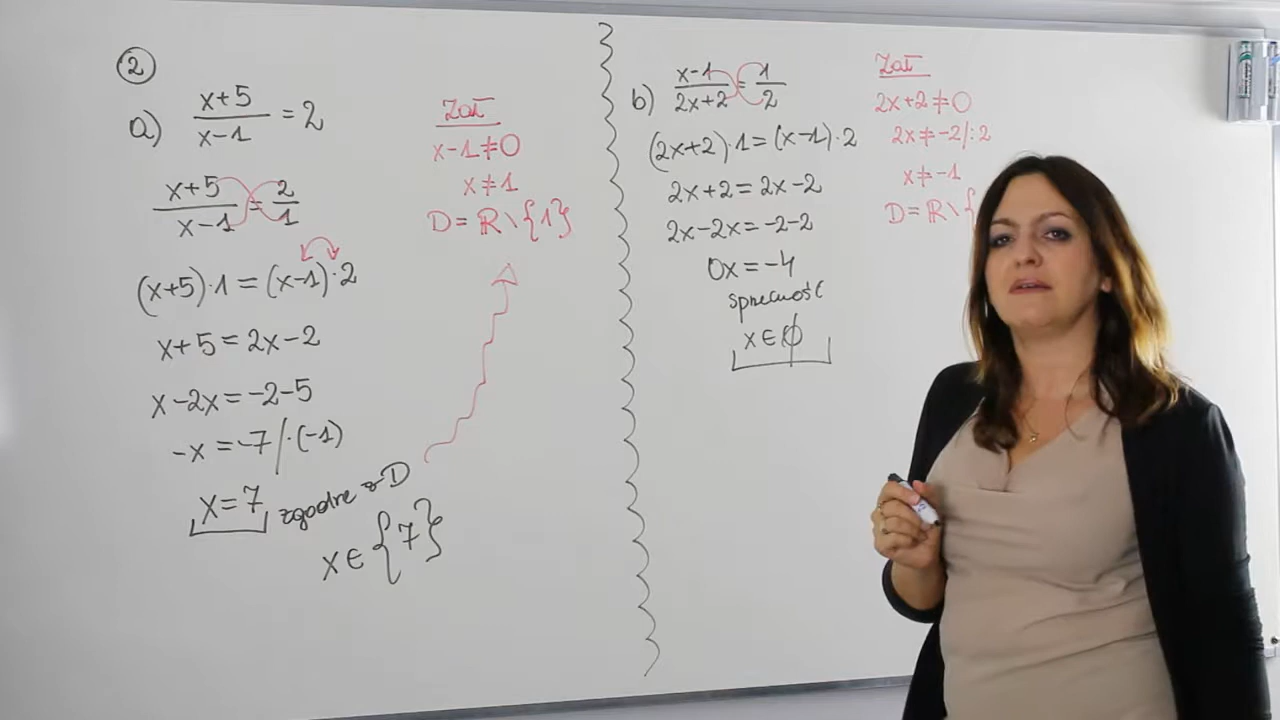 2
a) x+5/x-1 = 2
x+5/x-1 = 2/1
(x+5)·1 = (x-1)·2
x+5 = 2x-2
x-2x = -2-5
-x = -7 /·(-1)
x = 7 zgodne z D
x∈{7}
Zał
x-1≠0
x≠1
D = ℝ\{1}
b) x-1/2x+2 = 1/2
(2x+2)·1 = (x-1)·2
2x+2 = 2x-2
2x-2x = -2-2
0x = -4
sprzeczność
x∈∅
Zał
2x+2≠0
2x≠-2/:2
x≠-1
D = ℝ\{